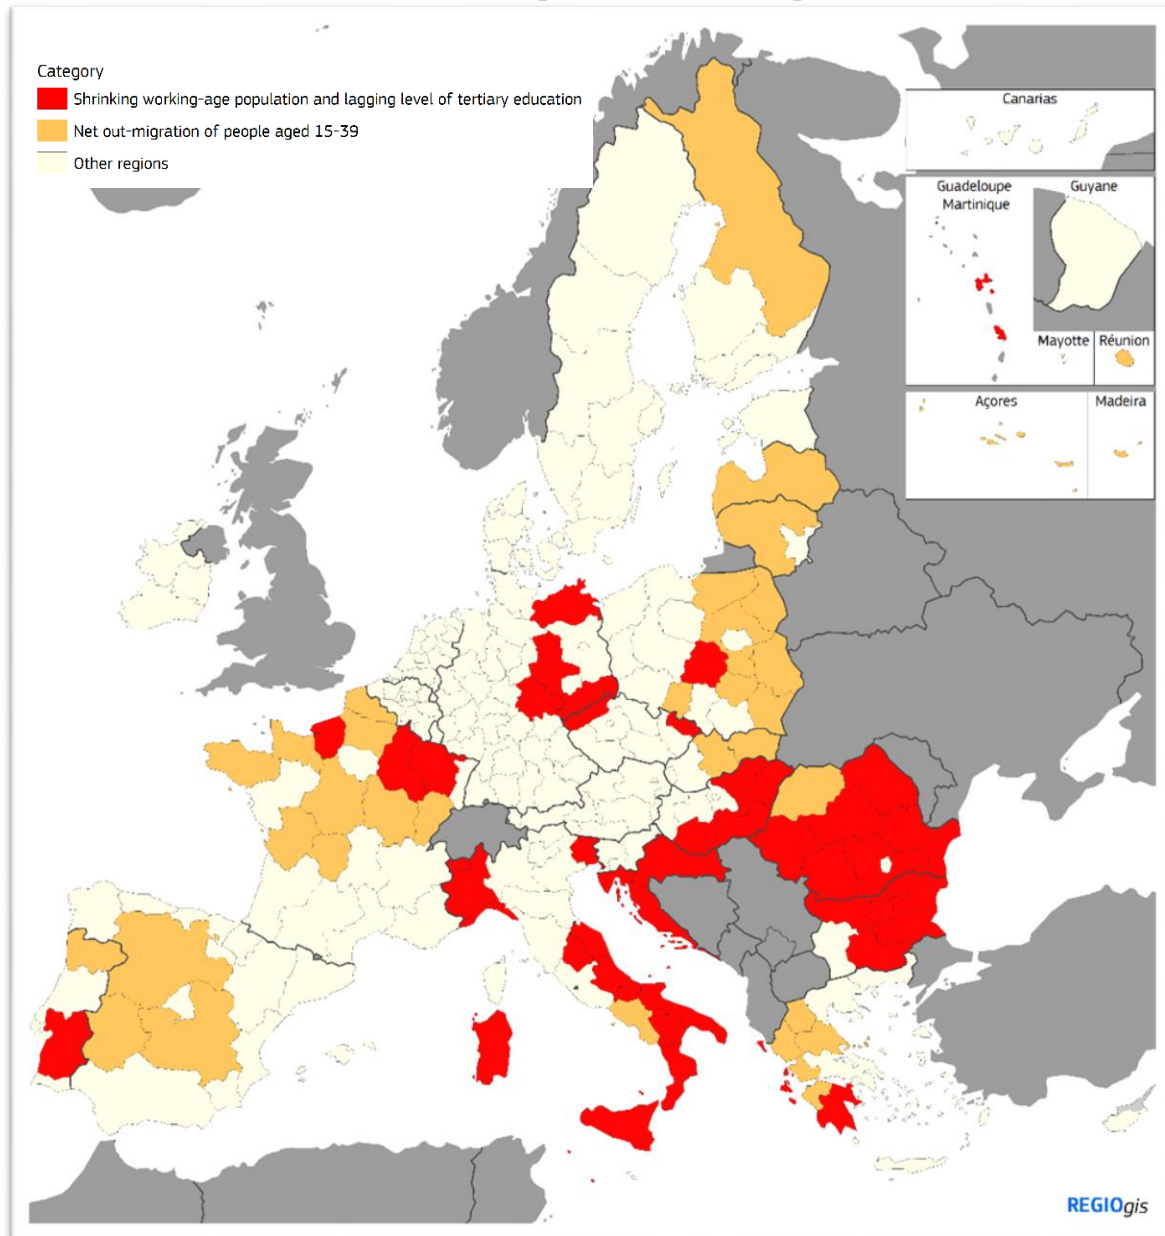 Category
Shrinking working-age population and lagging level of tertiary education
Net out-migration of people aged 15-39
Other regions
Canarias
Guadeloupe
Martinique
Guyane
Mayotte
Réunion
Açores
Madeira
REGIOgis